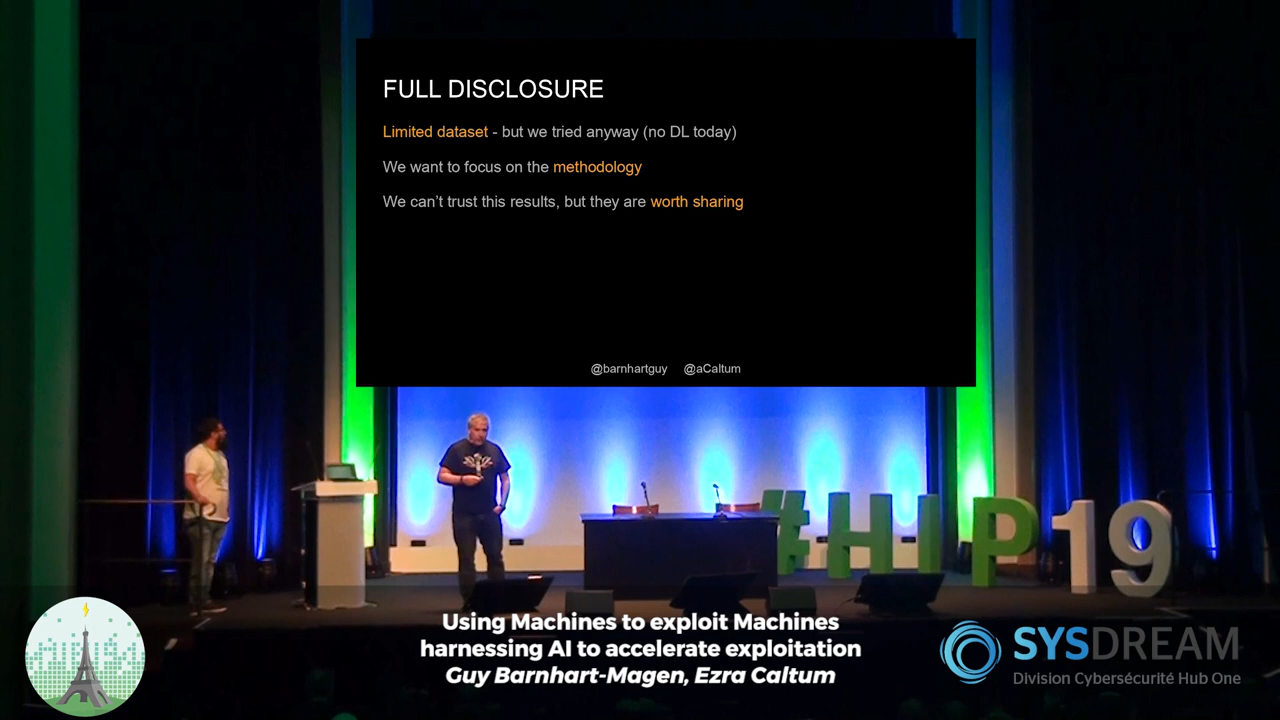 FULL DISCLOSURE
Limited dataset - but we tried anyway (no DL today)
We want to focus on the methodology
We can't trust this results, but they are worth sharing
@barnhartguy @aCaltum
#HIP19
Using Machines to exploit Machines
harnessing AI to accelerate exploitation
Guy Barnhart-Magen, Ezra Caltum
SYSDREAM
Division Cybersécurité Hub One